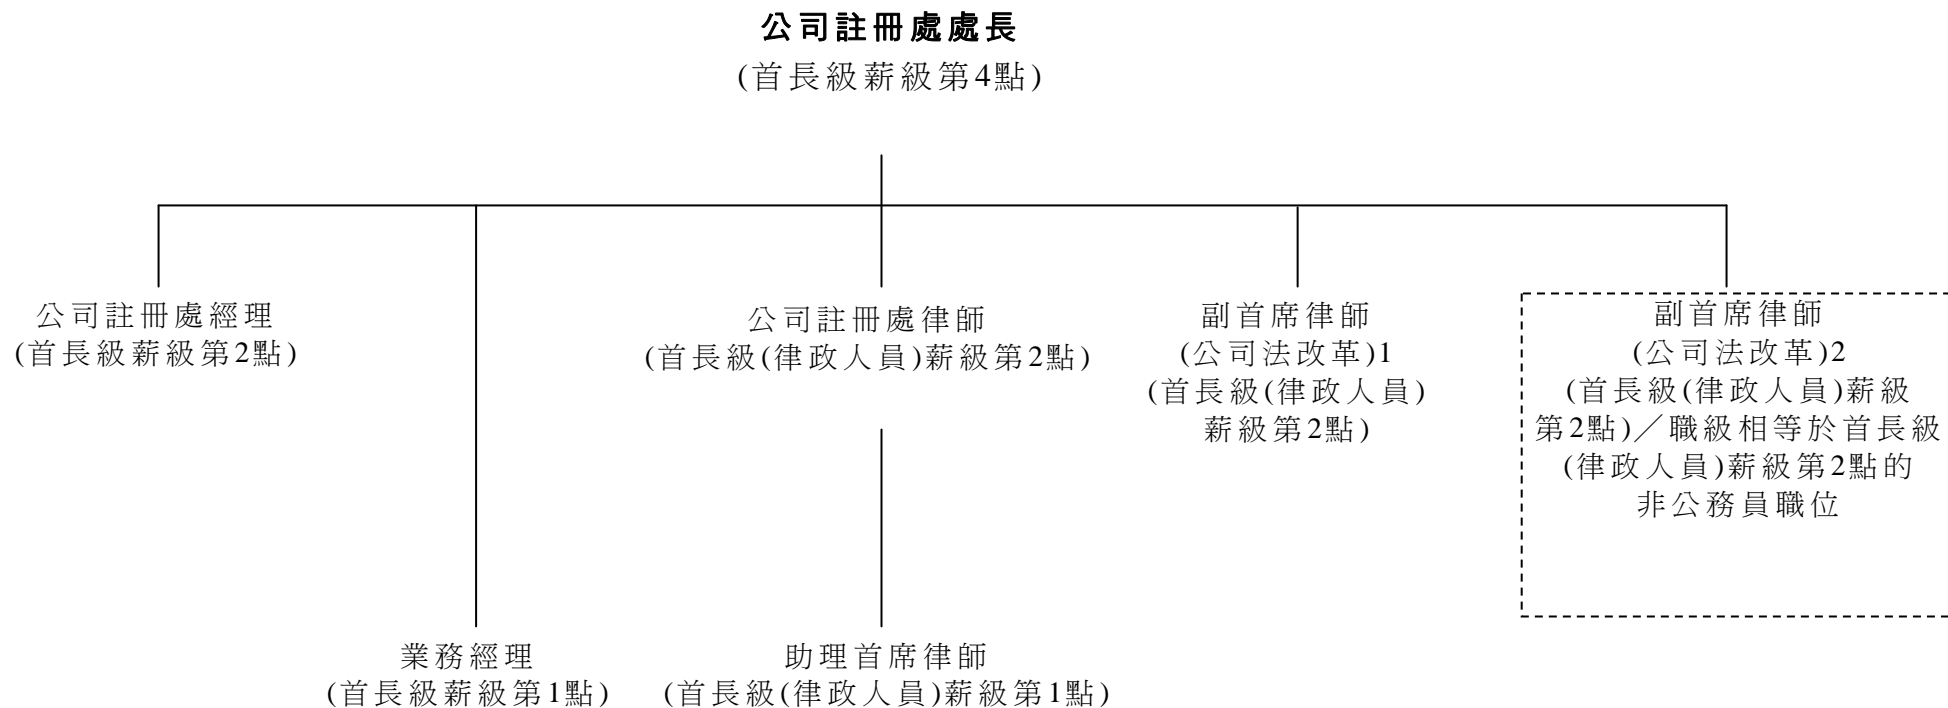 公司註冊處處長
(首長級薪級第4點)
公司註冊處經理
(首長級薪級第2點)
公司註冊處律師
(首長級(律政人員)薪級第2點)
副首席律師
(公司法改革)1
(首長級(律政人員)
薪級第2點)
副首席律師
(公司法改革)2
(首長級(律政人員)薪級
第2點)／職級相等於首長級
(律政人員)薪級第2點的
非公務員職位
業務經理
(首長級薪級第1點)
助理首席律師
(首長級(律政人員)薪級第1點)